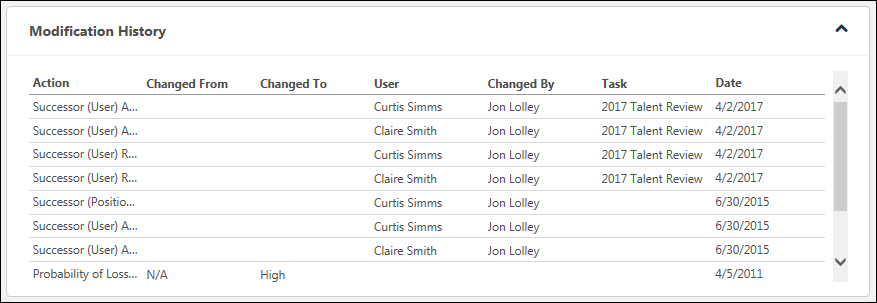 Modification History
Action Changed From Changed To User Changed By Task Date
Successor (User) A... Curtis Simms Jon Lolley 2017 Talent Review 4/2/2017
Successor (User) A... Claire Smith Jon Lolley 2017 Talent Review 4/2/2017
Successor (User) R... Curtis Simms Jon Lolley 2017 Talent Review 4/2/2017
Successor (User) R... Claire Smith Jon Lolley 2017 Talent Review 4/2/2017
Successor (Positio... Curtis Simms Jon Lolley 6/30/2015
Successor (User) A... Curtis Simms Jon Lolley 6/30/2015
Successor (User) A... Claire Smith Jon Lolley 6/30/2015
Probability of Loss... N/A High 4/5/2011